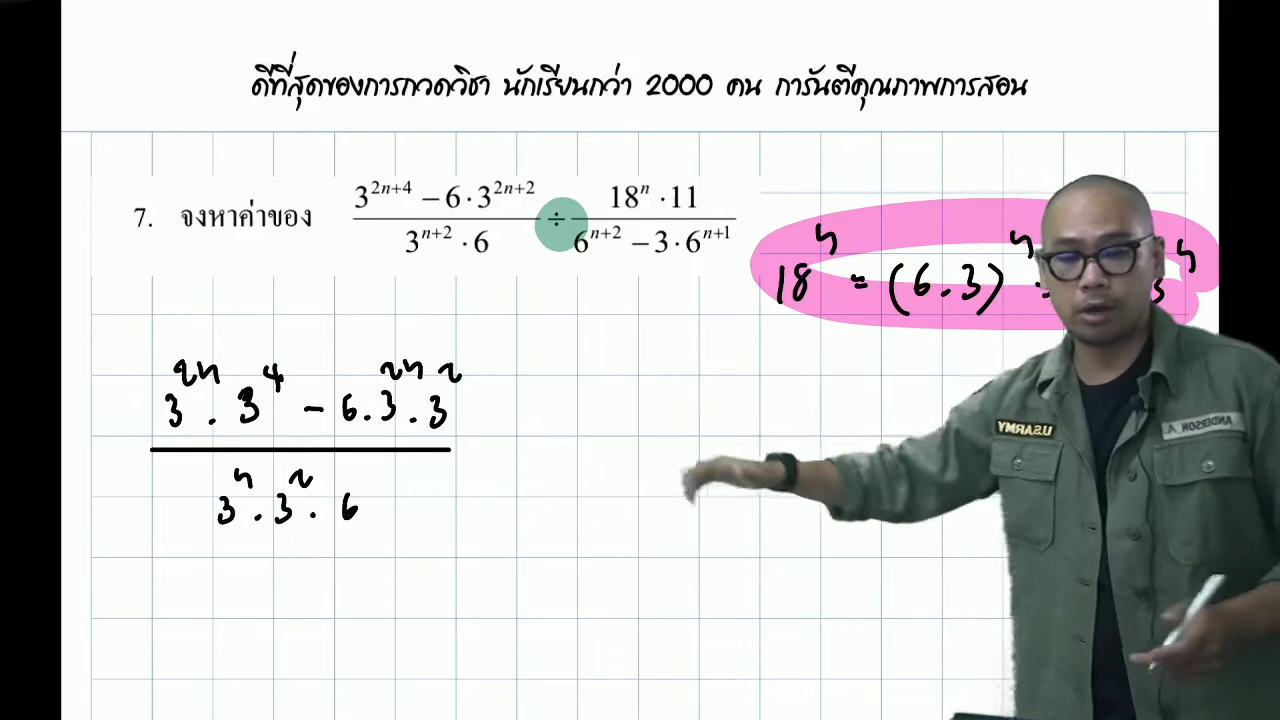 ดีที่สุดของการกวดวิชา นักเรียนกว่า 2000 คน การันตีคุณภาพการสอน
7. จงหาค่าของ (3^{2n+4} − 6·3^{2n+2})/(3^{n+2}·6) ÷ (18^n·11)/(6^{n+2} − 3·6^{n+1})
18^n = (6.3)^n = 3^n
3^{2n} . 3^4 − 6.3^{2n}.3^2
3^n . 3^2 . 6
U.S.ARMY
ANDERSON A.